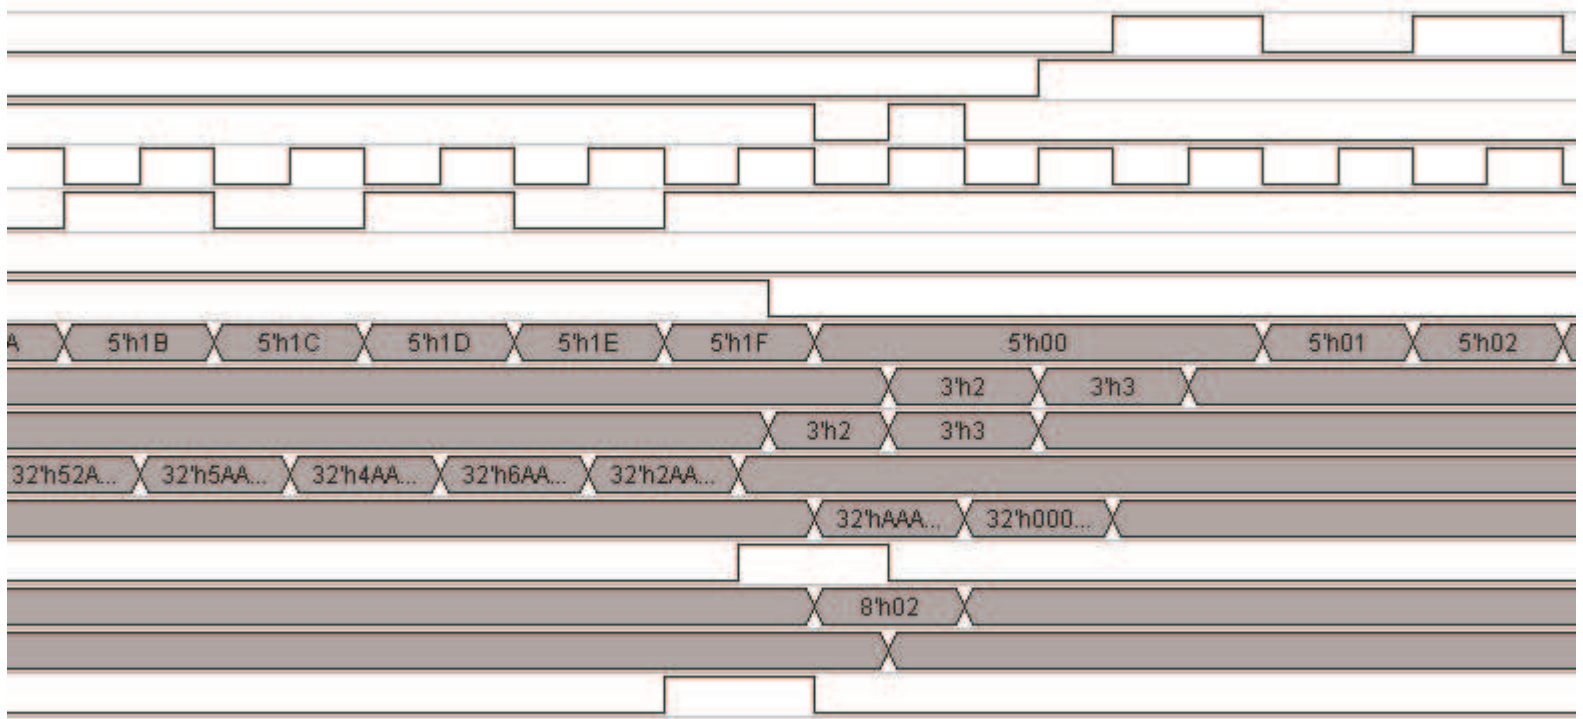 A 5'h1B 5'h1C 5'h1D 5'h1E 5'h1F 5'h00 5'h01 5'h02
3'h2 3'h3
3'h2 3'h3
32'h52A... 32'h5AA... 32'h4AA... 32'h6AA... 32'h2AA...
32'hAAA... 32'h000...
8'h02